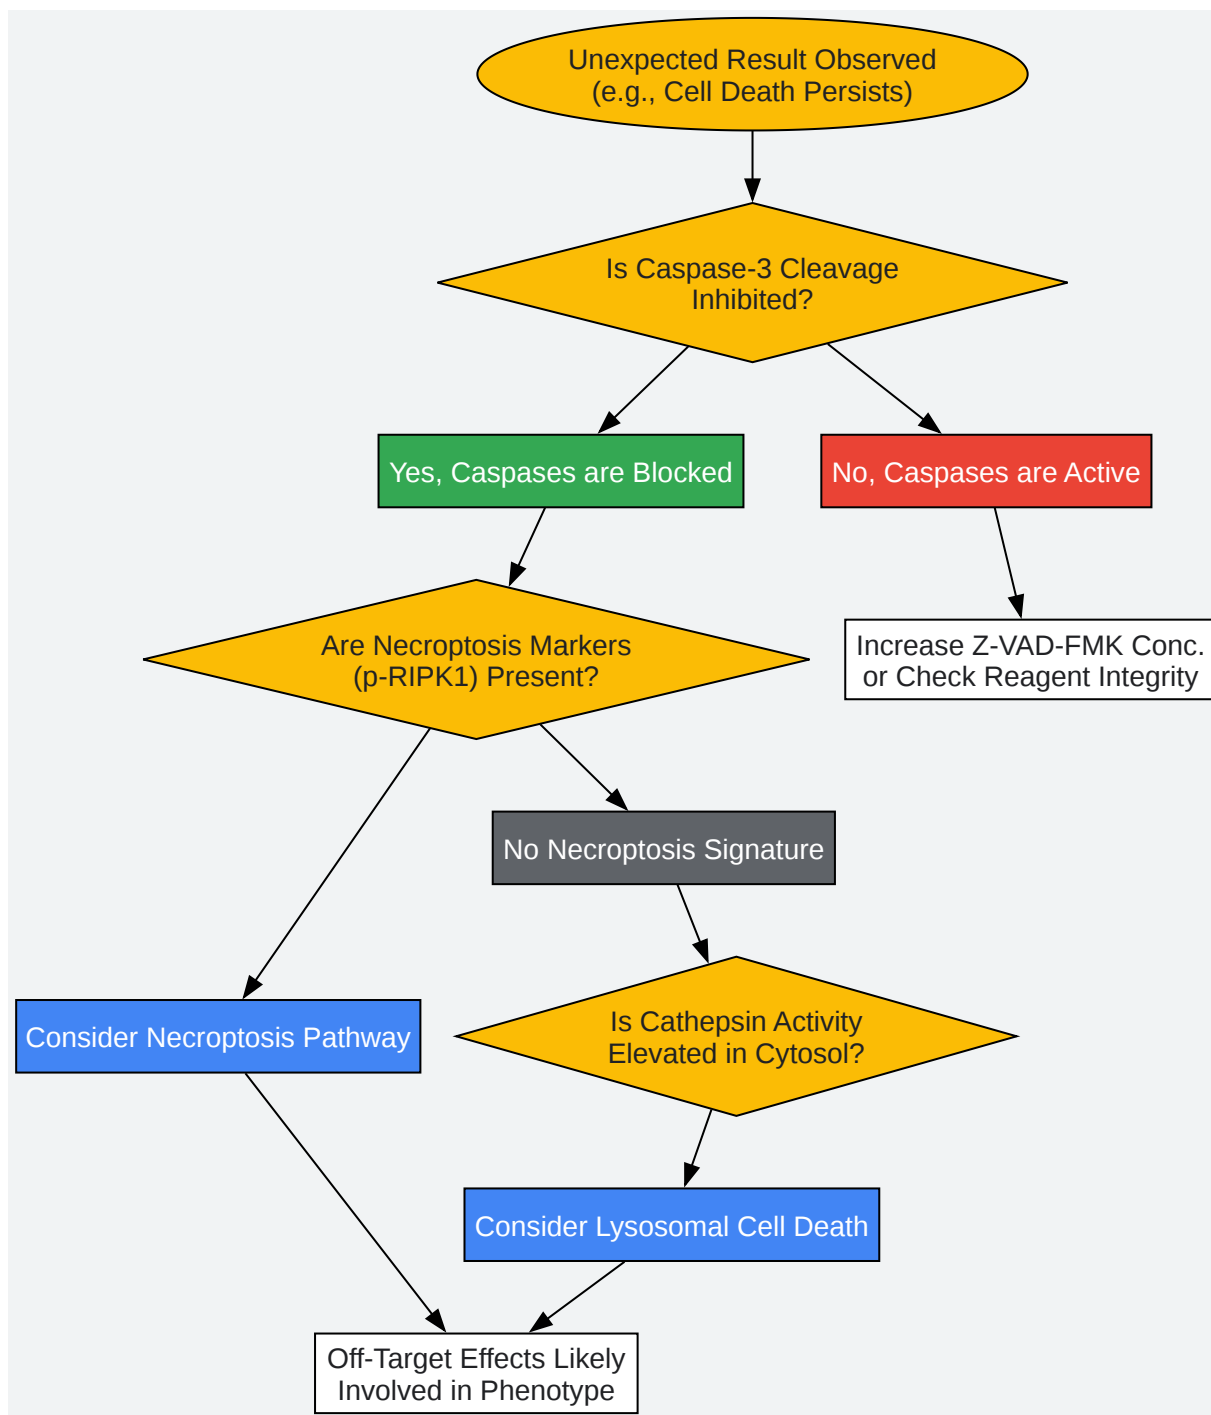 Unexpected Result Observed
(e.g., Cell Death Persists)
Is Caspase-3 Cleavage
Inhibited?
Yes, Caspases are Blocked
No, Caspases are Active
Are Necroptosis Markers
(p-RIPK1) Present?
Increase Z-VAD-FMK Conc.
or Check Reagent Integrity
No Necroptosis Signature
Consider Necroptosis Pathway
Is Cathepsin Activity
Elevated in Cytosol?
Consider Lysosomal Cell Death
Off-Target Effects Likely
Involved in Phenotype